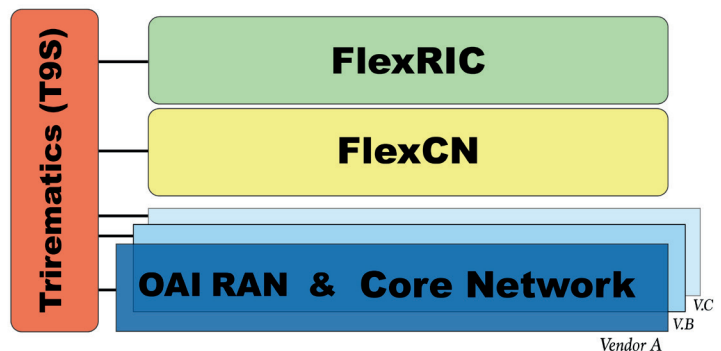 Trirematics (T9S)
FlexRIC
FlexCN
OAI RAN & Core Network
V.C
V.B
Vendor A